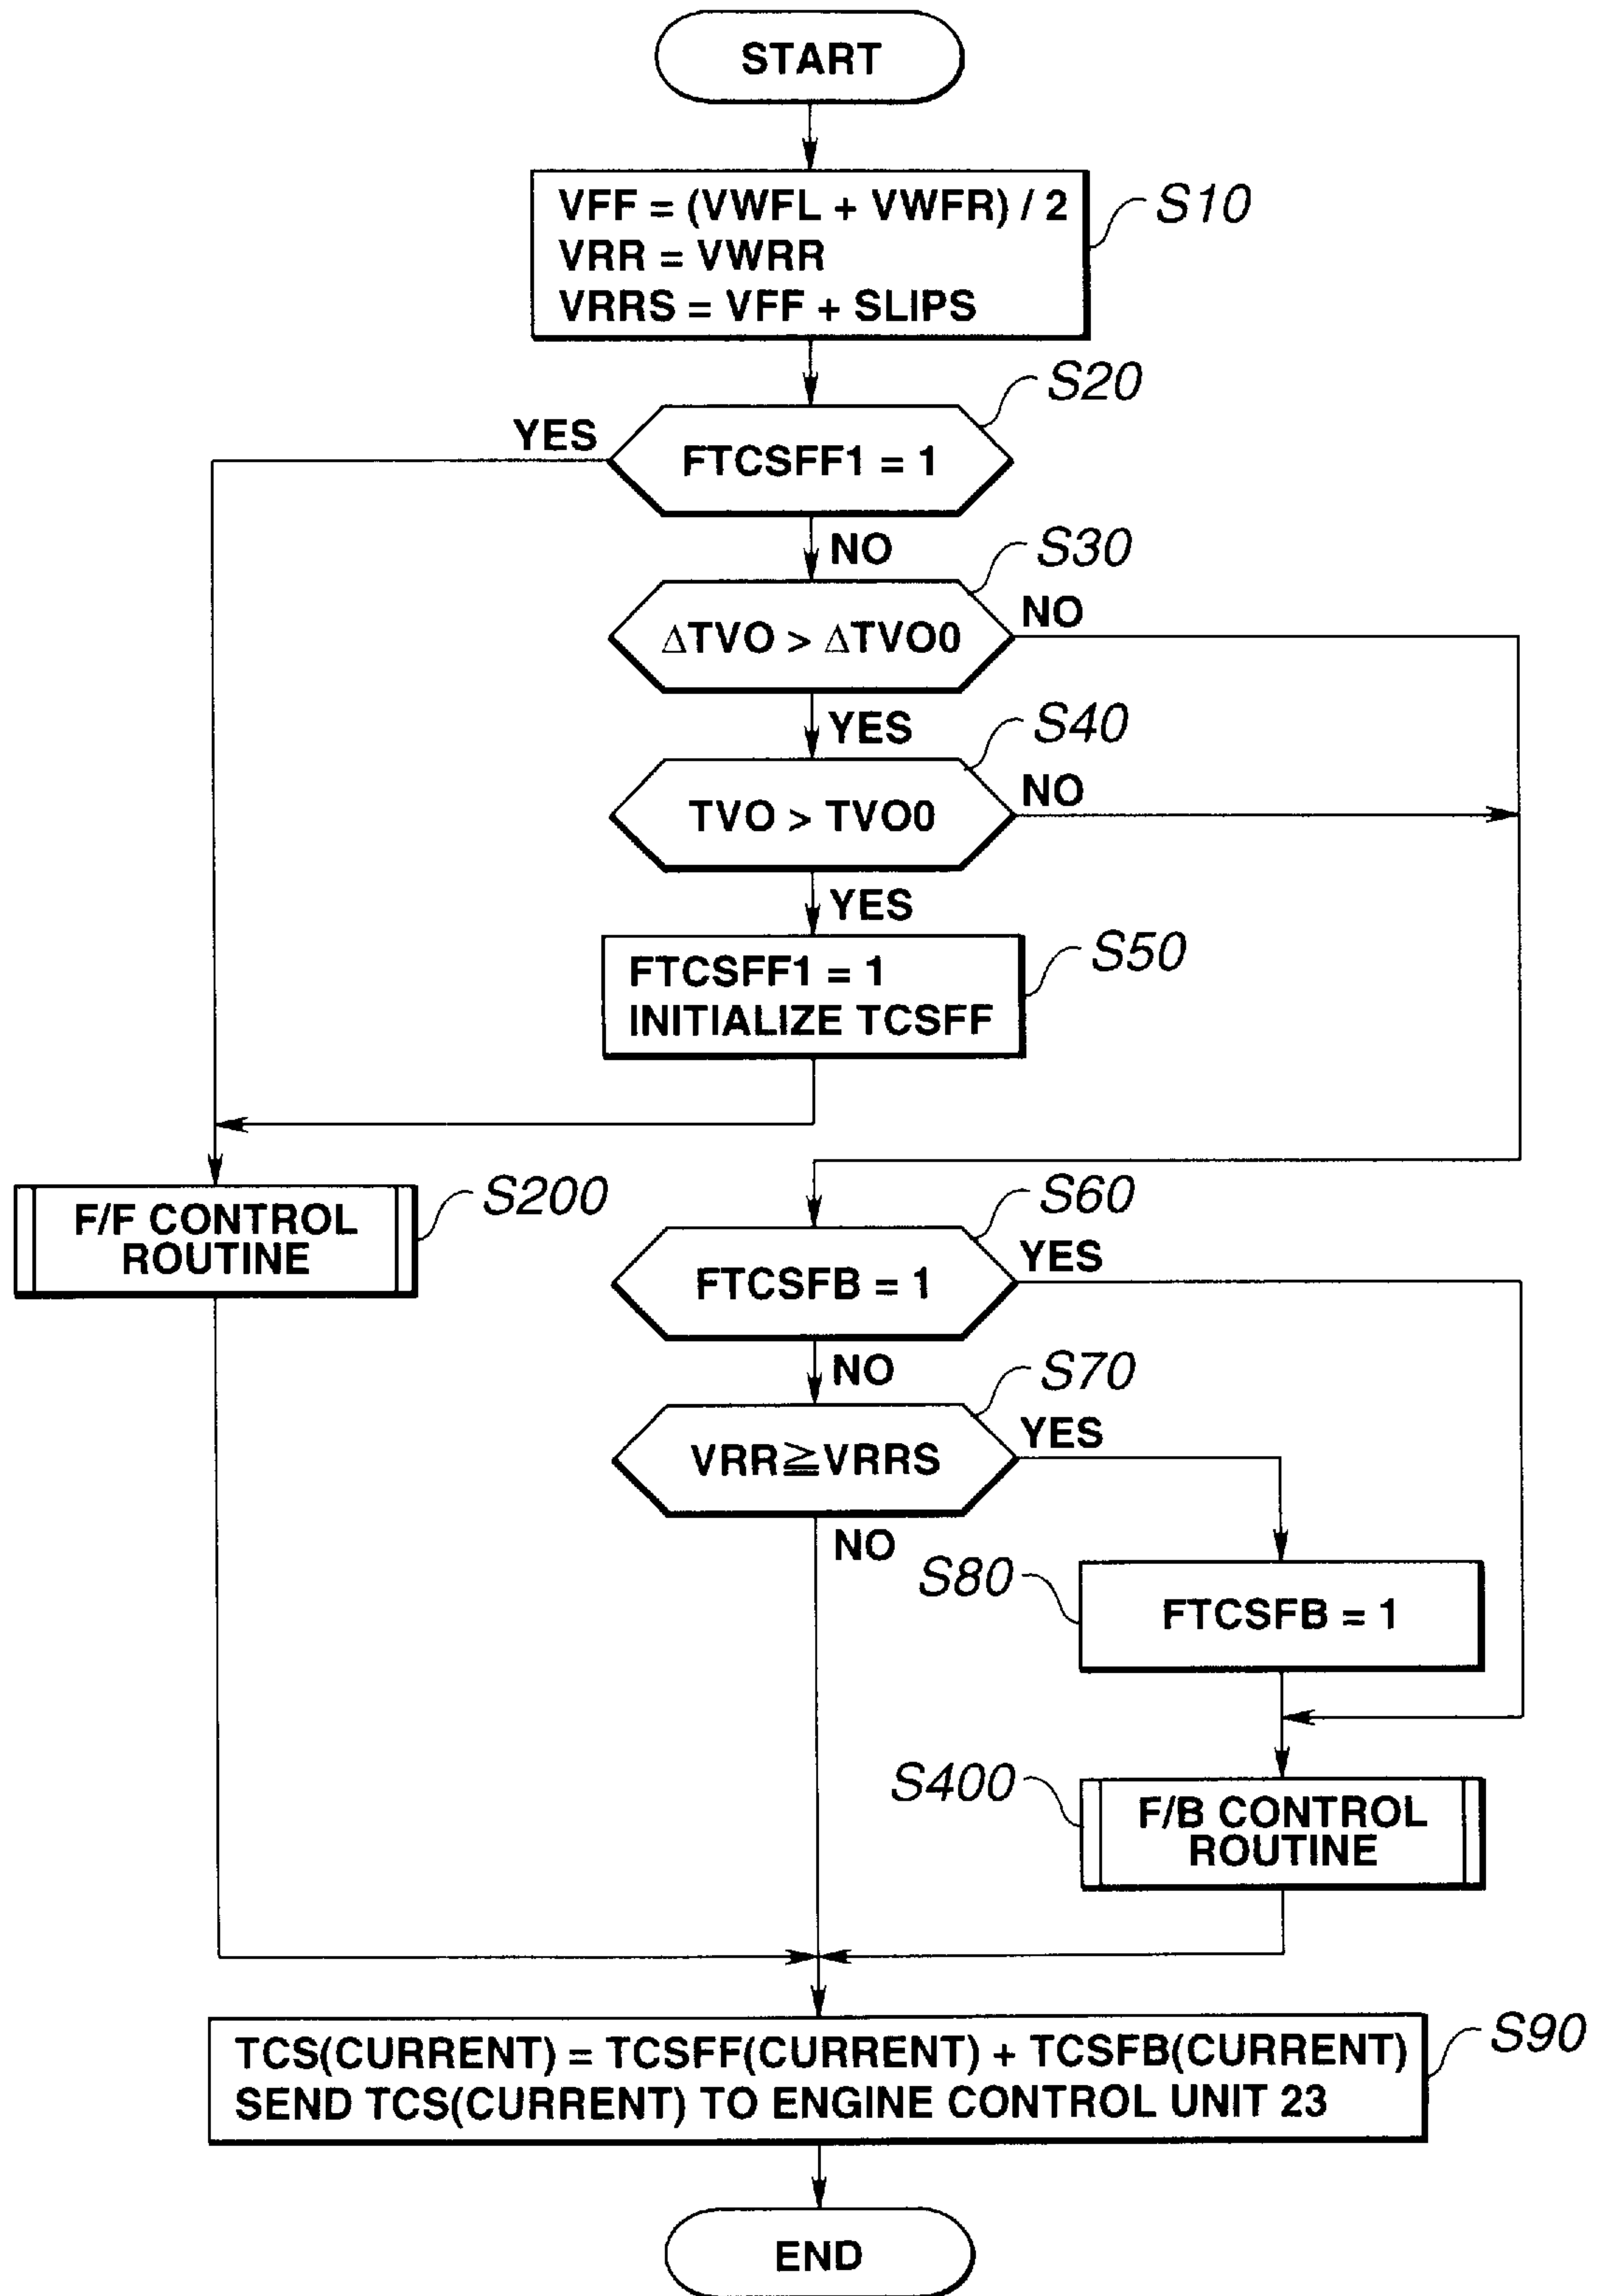 START
VFF = (VWFL + VWFR) / 2
VRR = VWRR
VRRS = VFF + SLIPS
S10
S20
YES
FTCSFF1 = 1
NO
S30
ΔTVO > ΔTVO0
NO
YES
S40
TVO > TVO0
NO
YES
S50
FTCSFF1 = 1
INITIALIZE TCSFF
S200
F/F CONTROL
ROUTINE
S60
FTCSFB = 1
YES
NO
S70
VRR≧VRRS
YES
NO
S80
FTCSFB = 1
S400
F/B CONTROL
ROUTINE
S90
TCS(CURRENT) = TCSFF(CURRENT) + TCSFB(CURRENT)
SEND TCS(CURRENT) TO ENGINE CONTROL UNIT 23
END